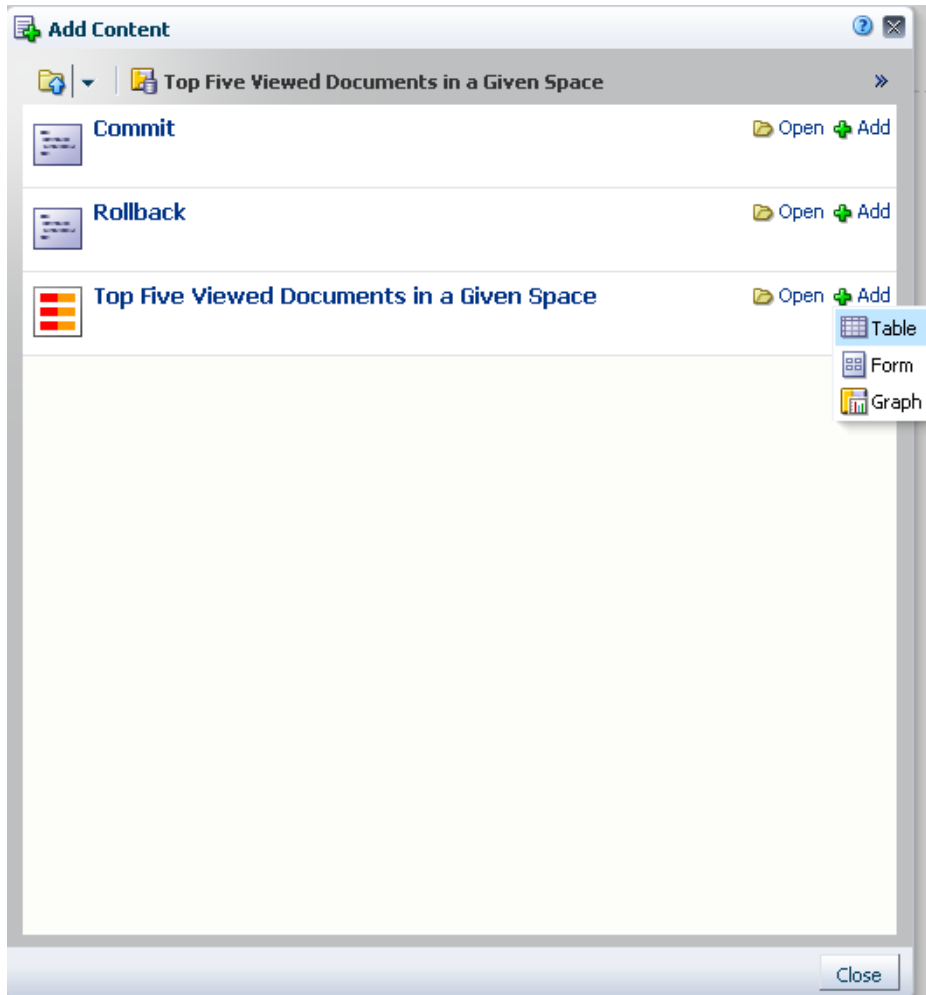 Add Content
Top Five Viewed Documents in a Given Space
Commit Open Add
Rollback Open Add
Top Five Viewed Documents in a Given Space Open Add
Table
Form
Graph
Close